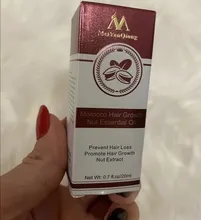 MeiYanQiong
Morocco Hair Growth
Nut Essential Oil
Prevent Hair Loss
Promote Hair Growth
Nut Extract
Net Wt: 0.7 fl.oz/20ml